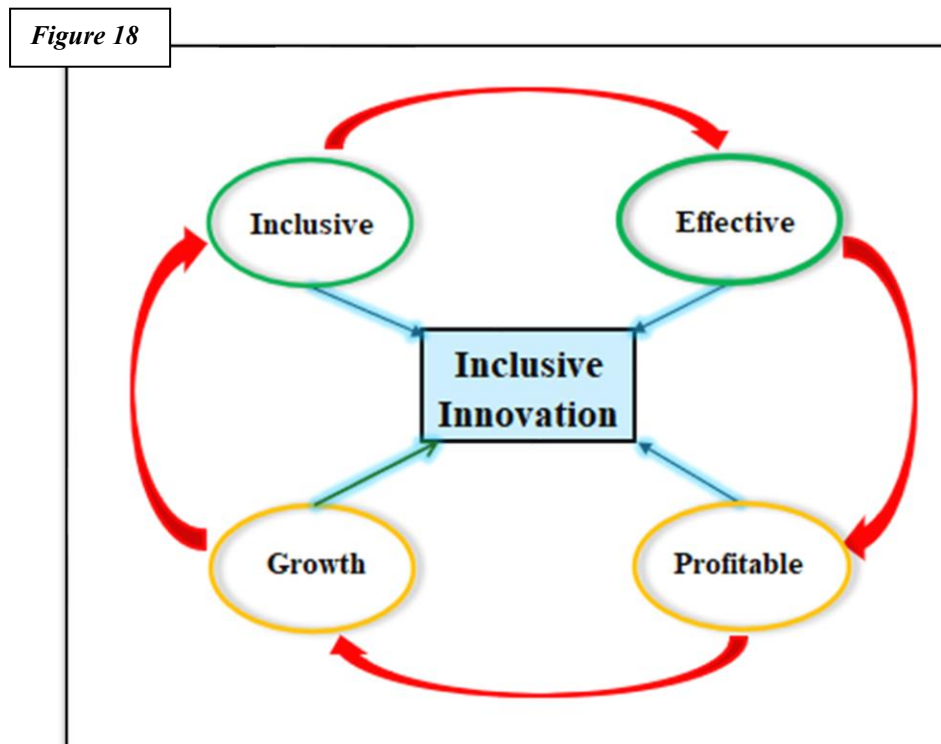 Figure 18
Inclusive
Effective
Inclusive
Innovation
Growth
Profitable